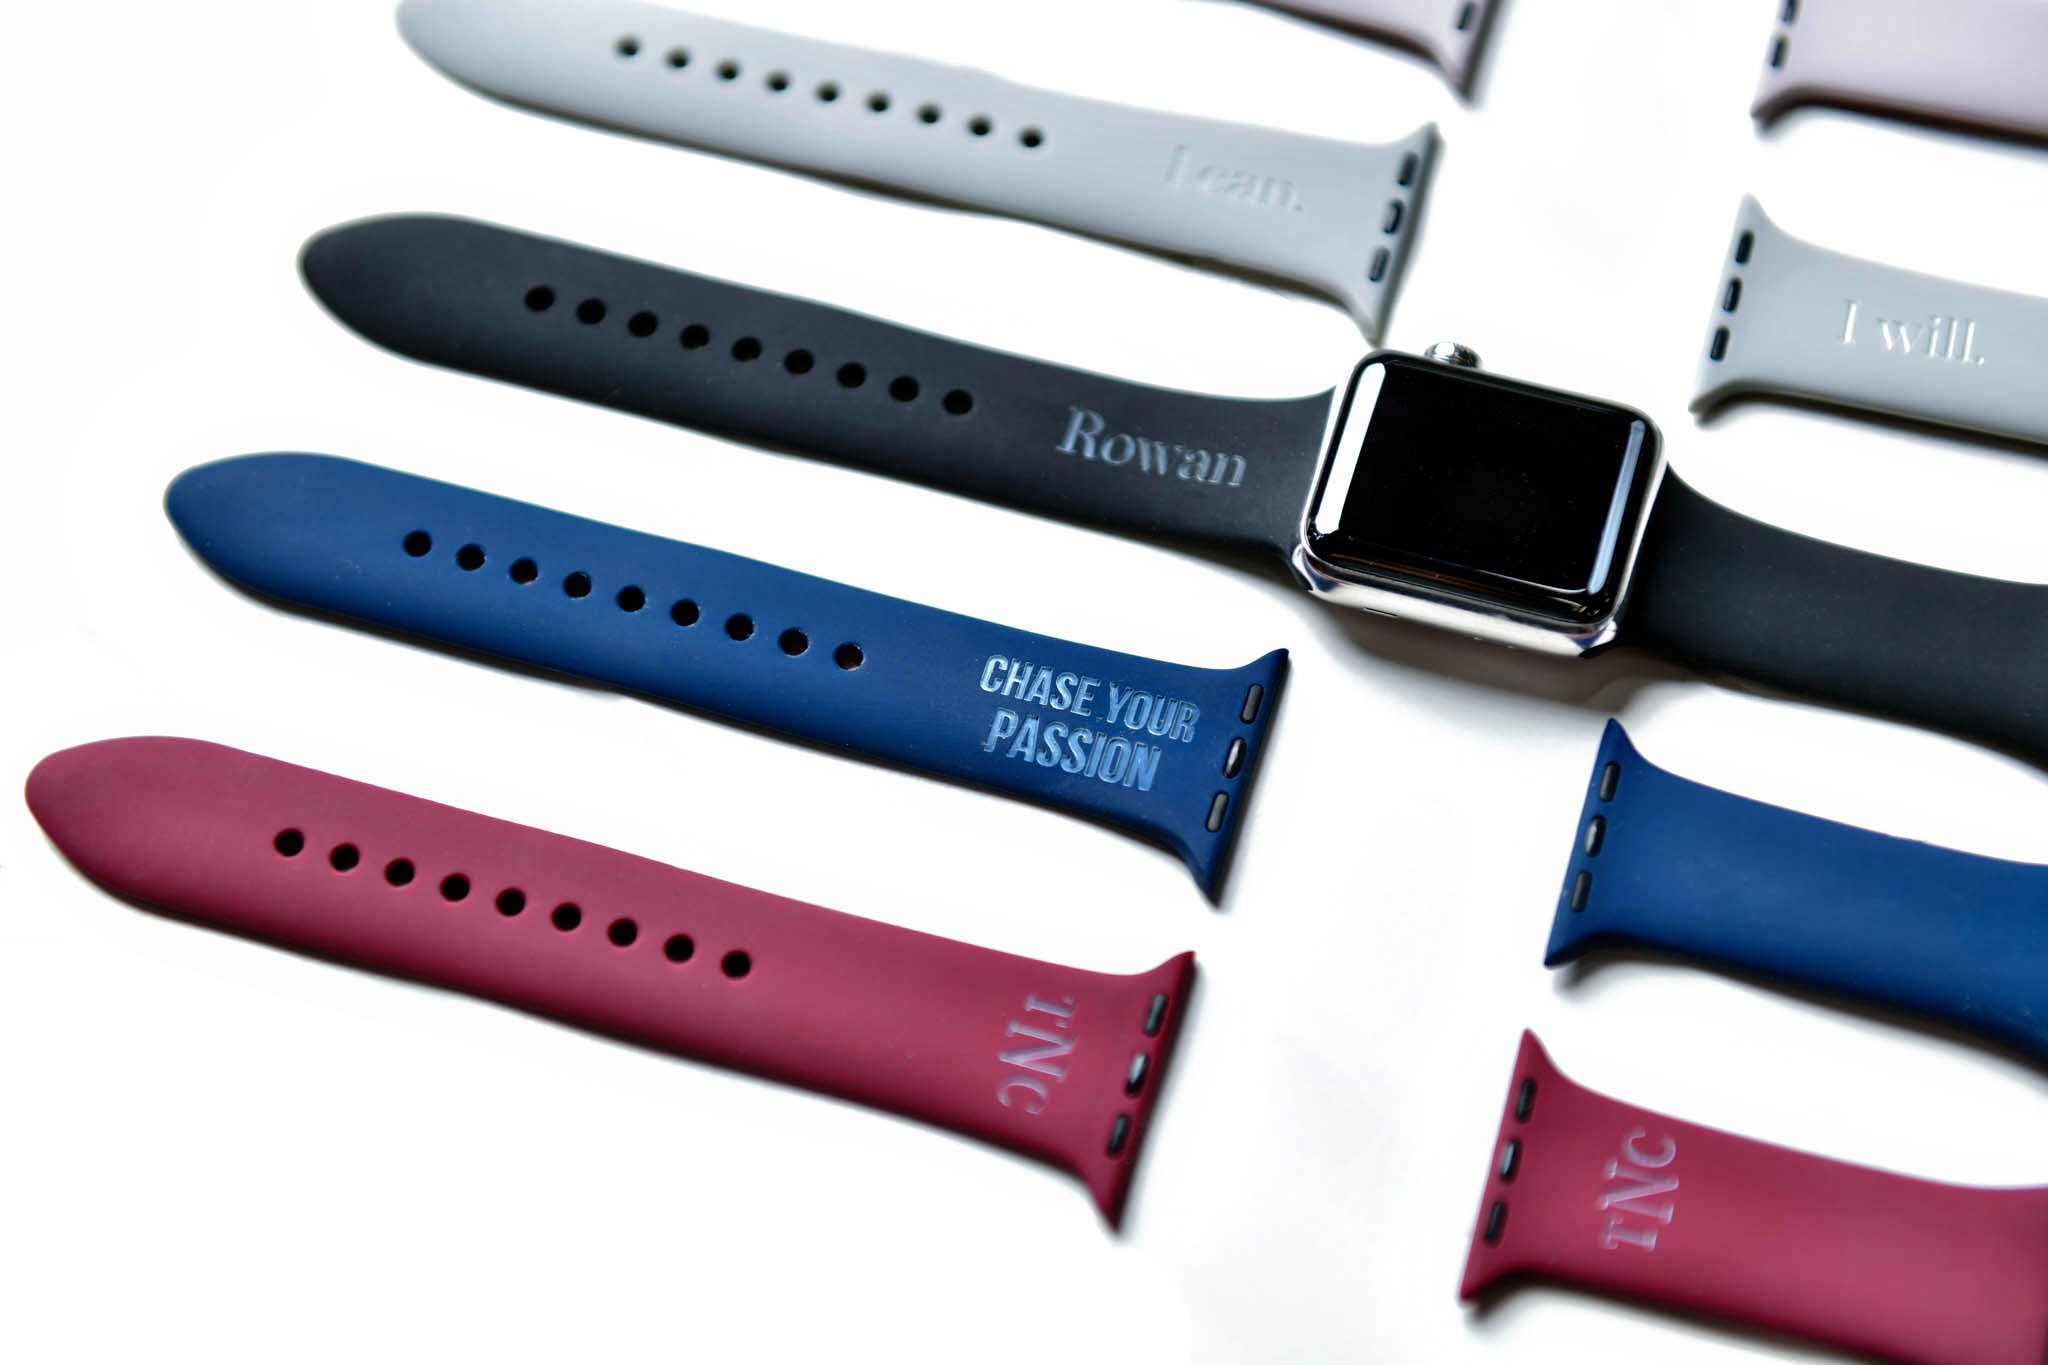 I can.
I will.
Rowan
CHASE YOUR
PASSION
TNC
TNC